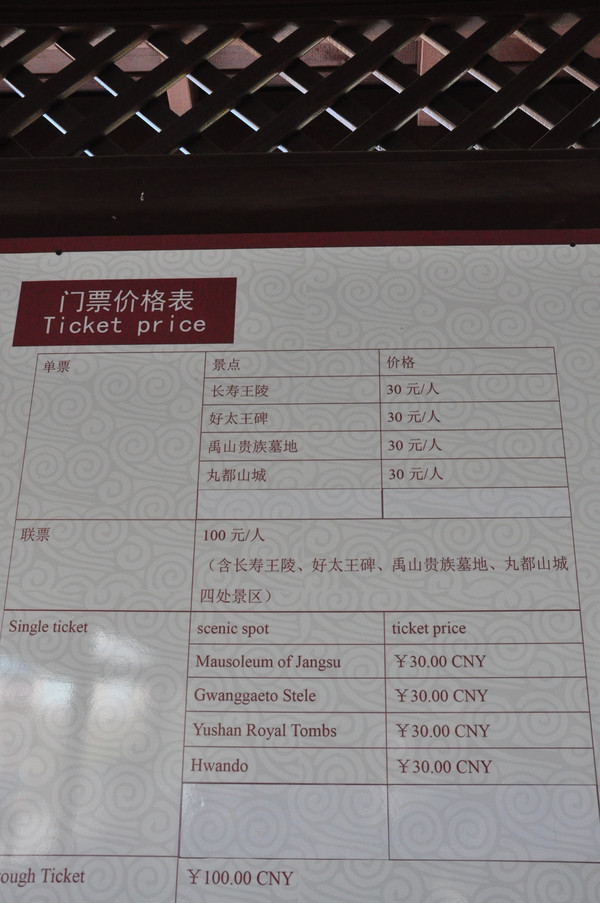 门票价格表
Ticket price
单票 景点 价格
长寿王陵 30 元/人
好太王碑 30 元/人
禹山贵族墓地 30 元/人
丸都山城 30 元/人
联票 100 元/人
（含长寿王陵、好太王碑、禹山贵族墓地、丸都山城
四处景区）
Single ticket scenic spot ticket price
Mausoleum of Jangsu ￥30.00 CNY
Gwanggaeto Stele ￥30.00 CNY
Yushan Royal Tombs ￥30.00 CNY
Hwando ￥30.00 CNY
rough Ticket ￥100.00 CNY